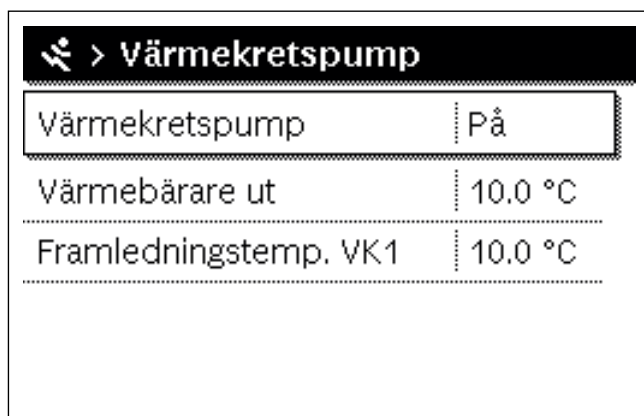 > Värmekretspump
Värmekretspump På
Värmebärare ut 10.0 °C
Framledningstemp. VK1 10.0 °C